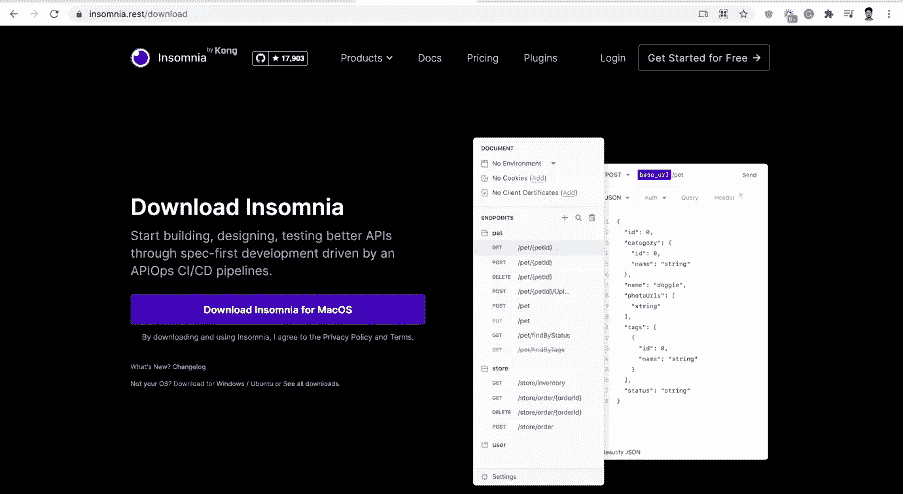 insomnia.rest/download
Insomnia by Kong
17,903
Products
Docs
Pricing
Plugins
Login
Get Started for Free →
Download Insomnia
Start building, designing, testing better APIs
through spec-first development driven by an
APIOps CI/CD pipelines.
Download Insomnia for MacOS
By downloading and using Insomnia, I agree to the Privacy Policy and Terms.
What's New? Changelog
Not your OS? Download for Windows / Ubuntu or See all downloads.
DOCUMENT
No Environment
No Cookies (Add)
No Client Certificates (Add)
ENDPOINTS
pet
GET /pet/{petId}
POST /pet/{petId}
DELETE /pet/{petId}
POST /pet/{petId}/Upl...
POST /pet
PUT /pet
GET /pet/findByStatus
GET /pet/findByTags
store
GET /store/inventory
GET /store/order/{orderId}
DELETE /store/order/{orderId}
POST /store/order
user
Settings
POST base_url /pet Send
JSON Auth Query Header
{
"id": 0,
"category": {
"id": 0,
"name": "string"
},
"name": "doggie",
"photoUrls": [
"string"
],
"tags": [
{
"id": 0,
"name": "string"
}
],
"status": "string"
}
Beautify JSON